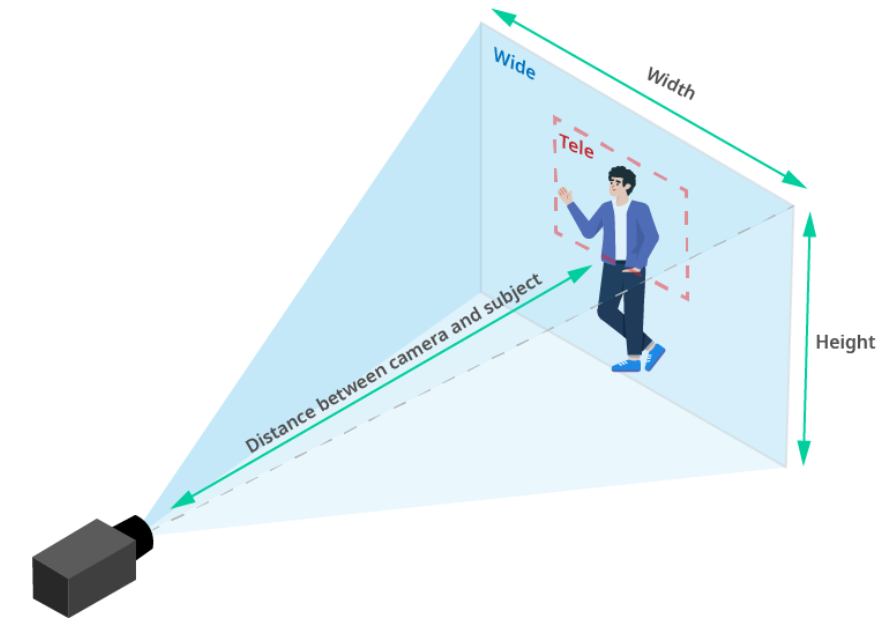 Wide
Width
Tele
Distance between camera and subject
Height